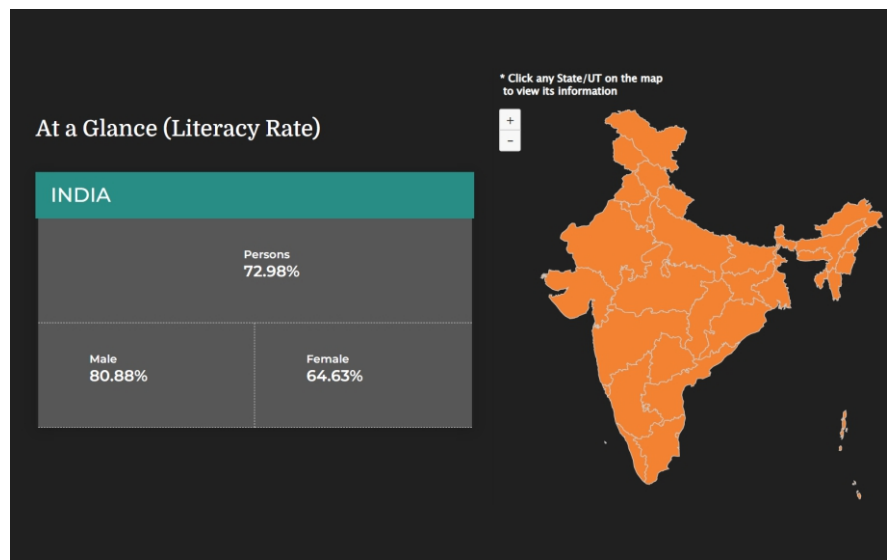 * Click any State/UT on the map
to view its information
+
-
At a Glance (Literacy Rate)
INDIA
Persons
72.98%
Male
80.88%
Female
64.63%